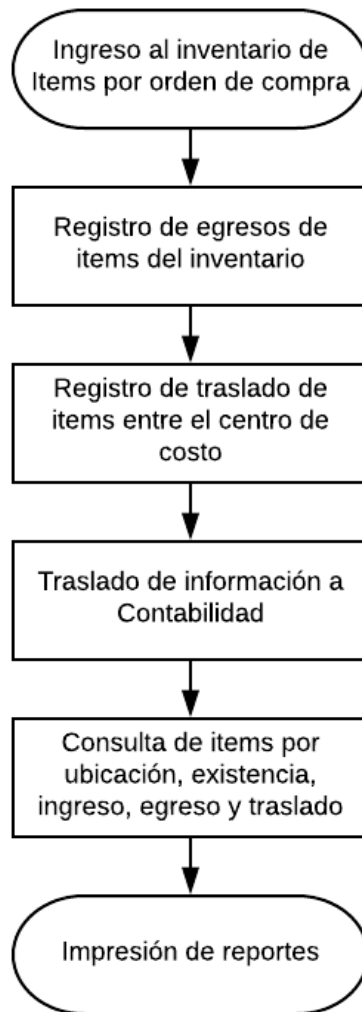 Ingreso al inventario de
Items por orden de compra
Registro de egresos de
items del inventario
Registro de traslado de
items entre el centro de
costo
Traslado de información a
Contabilidad
Consulta de items por
ubicación, existencia,
ingreso, egreso y traslado
Impresión de reportes